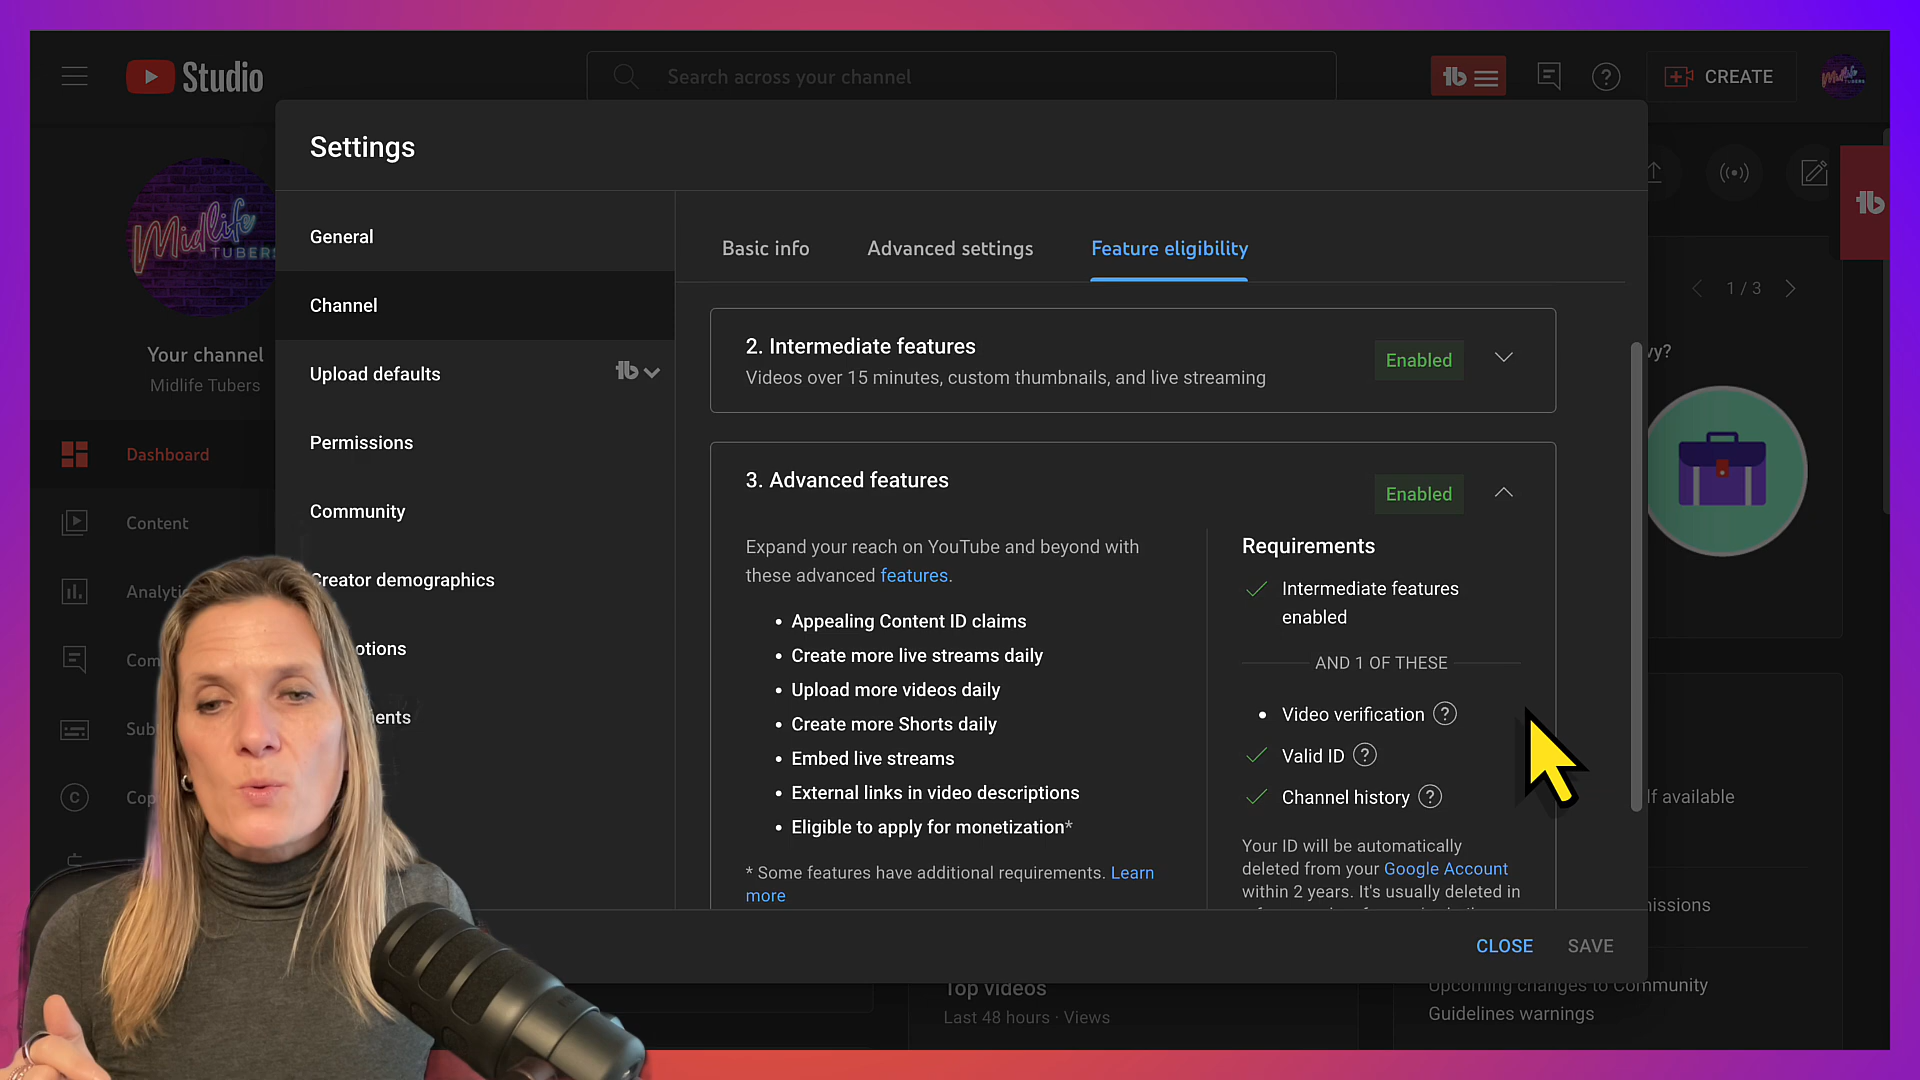 Studio
Search across your channel
CREATE
Settings
Midlife
TUBERS
Your channel
Midlife Tubers
Dashboard
Content
General
Channel
Upload defaults
Permissions
Community
Creator demographics
Basic info
Advanced settings
Feature eligibility
1 / 3
2. Intermediate features
Videos over 15 minutes, custom thumbnails, and live streaming
Enabled
3. Advanced features
Enabled
Expand your reach on YouTube and beyond with
these advanced features.
• Appealing Content ID claims
• Create more live streams daily
• Upload more videos daily
• Create more Shorts daily
• Embed live streams
• External links in video descriptions
• Eligible to apply for monetization*
* Some features have additional requirements. Learn
more
Requirements
Intermediate features
enabled
AND 1 OF THESE
• Video verification
Valid ID
Channel history
Your ID will be automatically
deleted from your Google Account
within 2 years. It's usually deleted in
available
CLOSE
SAVE
Top videos
Last 48 hours · Views
Upcoming changes to Community
Guidelines warnings